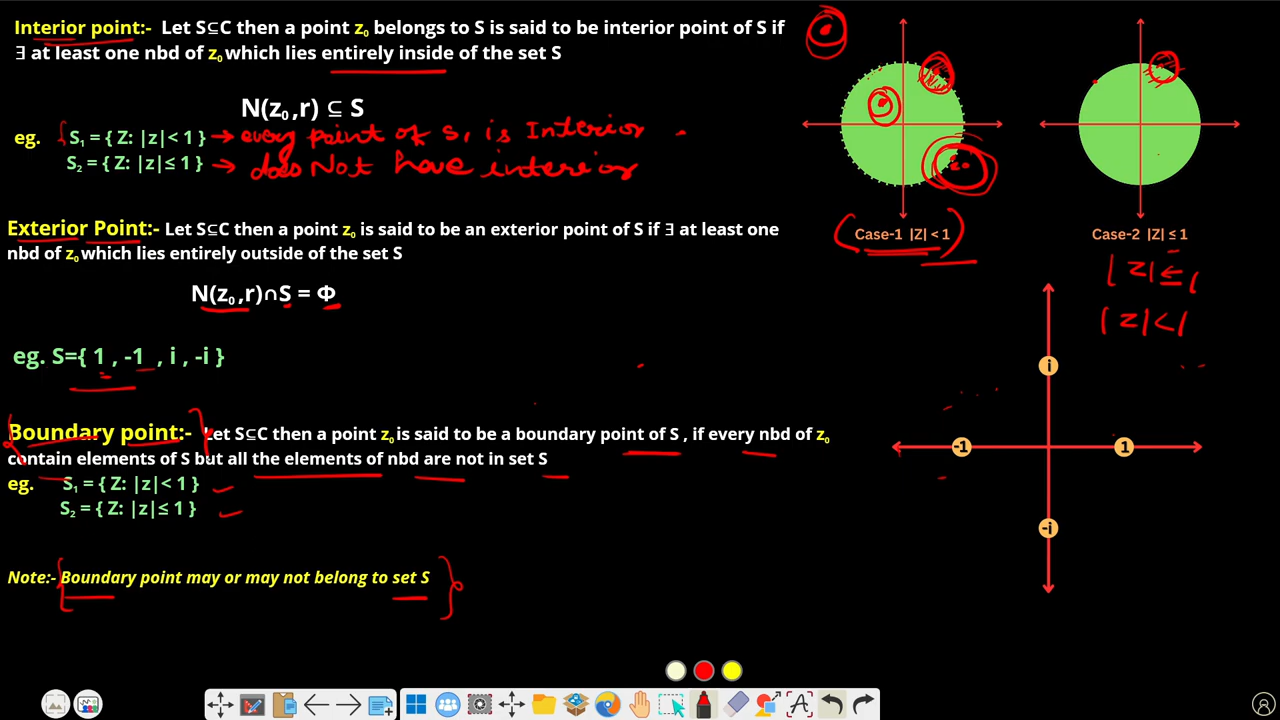 Interior point:- Let S⊆C then a point z₀ belongs to S is said to be interior point of S if
∃ at least one nbd of z₀ which lies entirely inside of the set S
N(z₀,r) ⊆ S
eg. S₁ = { Z: |z|< 1 } → every point of S₁ is Interior
S₂ = { Z: |z|≤ 1 } → does Not have interior
Case-1 |Z| < 1
Case-2 |Z| ≤ 1
|Z| ≤ 1
|Z| < 1
Exterior Point:- Let S⊆C then a point z₀ is said to be an exterior point of S if ∃ at least one
nbd of z₀ which lies entirely outside of the set S
N(z₀,r)∩S = Φ
eg. S={ 1 , -1 , i , -i }
i
-1
1
-i
Boundary point:- Let S⊆C then a point z₀ is said to be a boundary point of S , if every nbd of z₀
contain elements of S but all the elements of nbd are not in set S
eg. S₁ = { Z: |z|< 1 }
S₂ = { Z: |z|≤ 1 }
Note:- Boundary point may or may not belong to set S